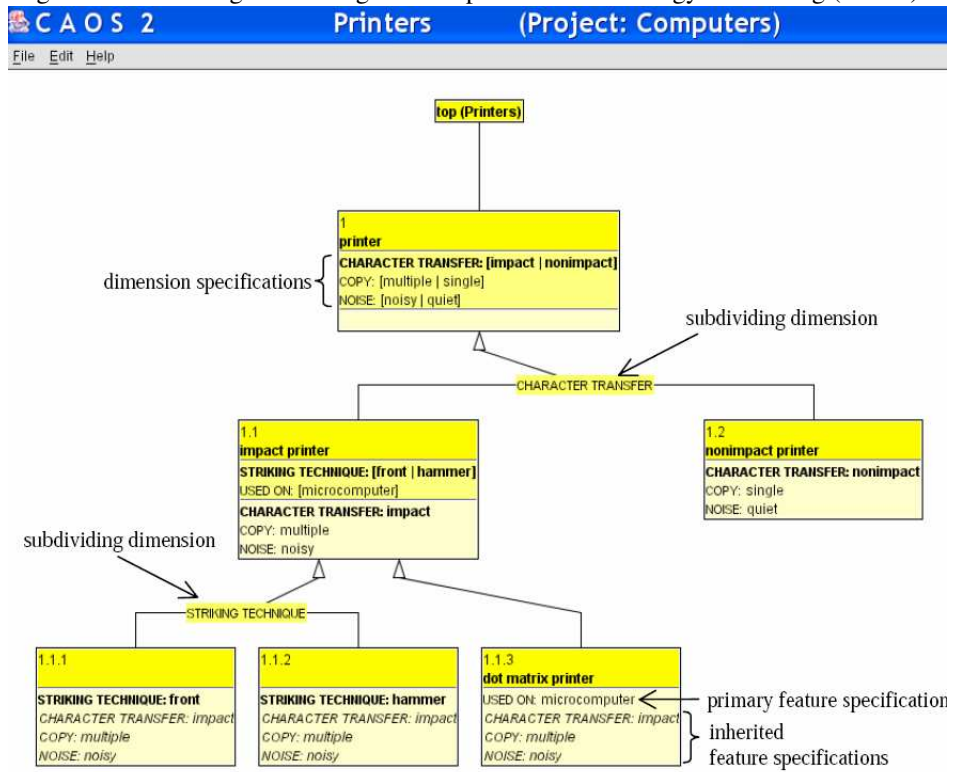 CAOS 2 Printers (Project: Computers)
File Edit Help
top (Printers)
1
printer
CHARACTER TRANSFER: [impact | nonimpact]
COPY: [multiple | single]
NOISE: [noisy | quiet]
dimension specifications
subdividing dimension
CHARACTER TRANSFER
1.1
impact printer
STRIKING TECHNIQUE: [front | hammer]
USED ON: [microcomputer]
CHARACTER TRANSFER: impact
COPY: multiple
NOISE: noisy
1.2
nonimpact printer
CHARACTER TRANSFER: nonimpact
COPY: single
NOISE: quiet
subdividing dimension
STRIKING TECHNIQUE
1.1.1
STRIKING TECHNIQUE: front
CHARACTER TRANSFER: impact
COPY: multiple
NOISE: noisy
1.1.2
STRIKING TECHNIQUE: hammer
CHARACTER TRANSFER: impact
COPY: multiple
NOISE: noisy
1.1.3
dot matrix printer
USED ON: microcomputer
CHARACTER TRANSFER: impact
COPY: multiple
NOISE: noisy
primary feature specification
inherited
feature specifications